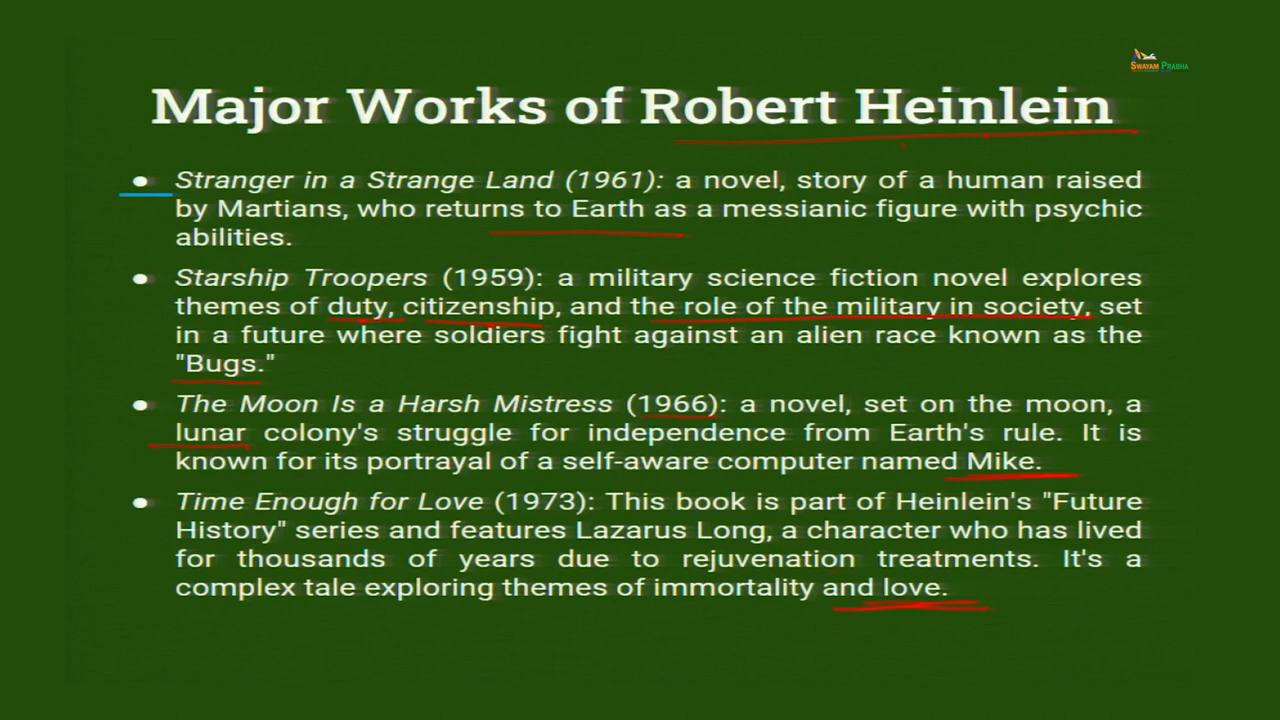 SWAYAM PRABHA
Major Works of Robert Heinlein
● Stranger in a Strange Land (1961): a novel, story of a human raised
by Martians, who returns to Earth as a messianic figure with psychic
abilities.
● Starship Troopers (1959): a military science fiction novel explores
themes of duty, citizenship, and the role of the military in society, set
in a future where soldiers fight against an alien race known as the
"Bugs."
● The Moon Is a Harsh Mistress (1966): a novel, set on the moon, a
lunar colony's struggle for independence from Earth's rule. It is
known for its portrayal of a self-aware computer named Mike.
● Time Enough for Love (1973): This book is part of Heinlein's "Future
History" series and features Lazarus Long, a character who has lived
for thousands of years due to rejuvenation treatments. It's a
complex tale exploring themes of immortality and love.